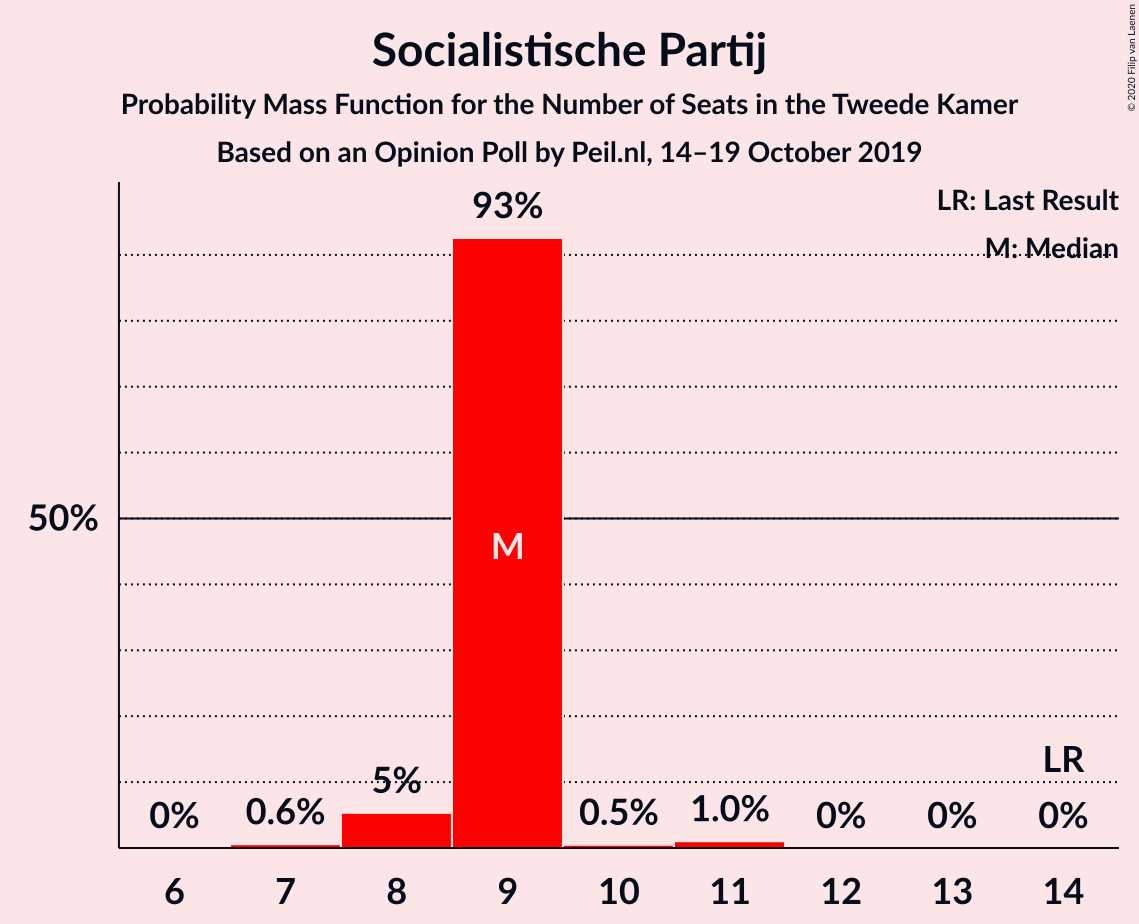 Socialistische Partij
Probability Mass Function for the Number of Seats in the Tweede Kamer
Based on an Opinion Poll by Peil.nl, 14–19 October 2019
© 2020 Filip van Laenen
LR: Last Result
M: Median
93%
50%
M
LR
0%
0.6%
5%
0.5%
1.0%
0%
0%
0%
6 7 8 9 10 11 12 13 14